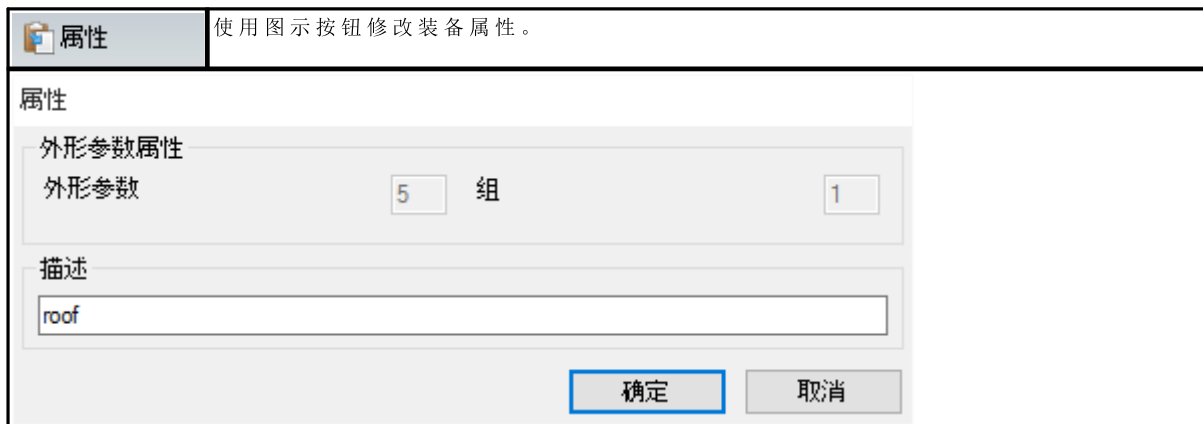 属性
使用图示按钮修改装备属性。
属性
外形参数属性
外形参数 5 组 1
描述
roof
确定 取消